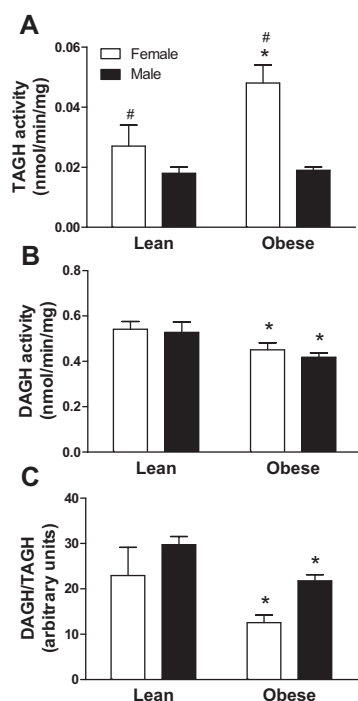 A
TAGH activity
(nmol/min/mg)
0.06
0.04
0.02
0.00
Female
Male
#
#
*
Lean
Obese
B
DAGH activity
(nmol/min/mg)
0.8
0.6
0.4
0.2
0.0
*
*
Lean
Obese
C
DAGH/TAGH
(arbitrary units)
40
30
20
10
0
*
*
Lean
Obese